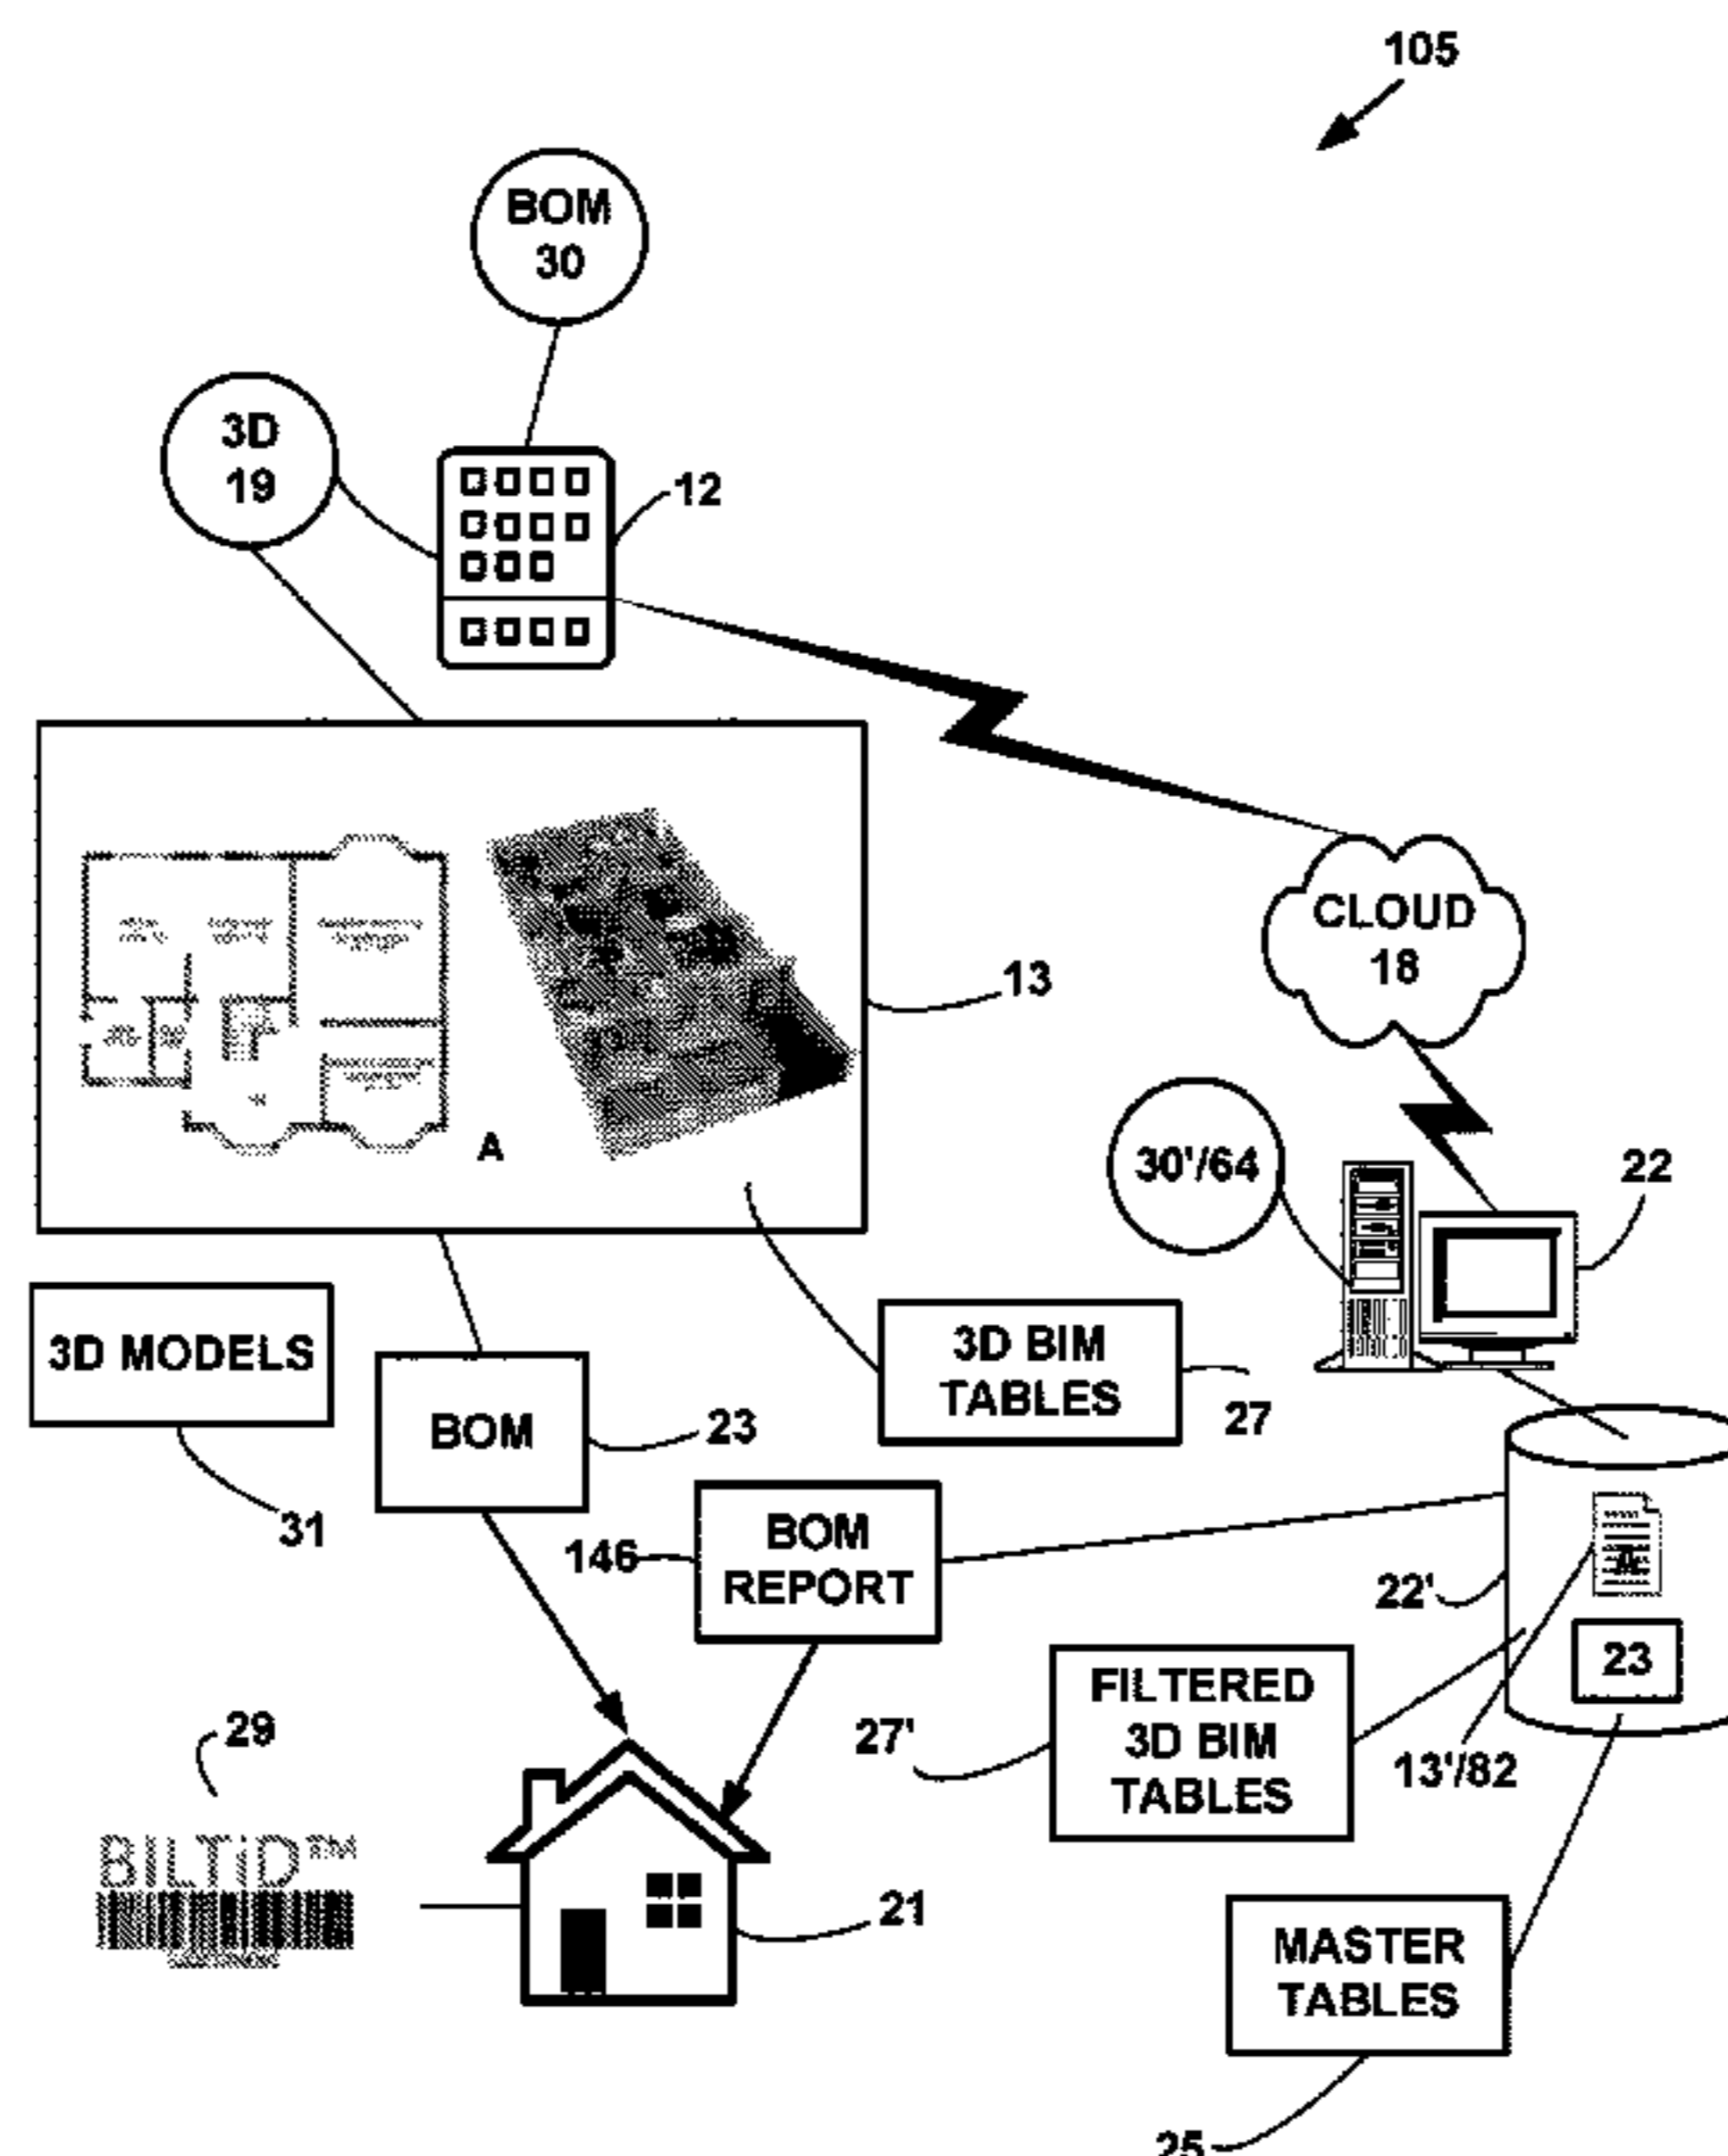 105
BOM
30
3D
19
12
CLOUD
18
13
A
30'/64
22
3D MODELS
3D BIM
TABLES
27
BOM
23
31
BOM
REPORT
146
22'
A
23
FILTERED
3D BIM
TABLES
27'
13'/82
29
BILTiD™
21
MASTER
TABLES
25